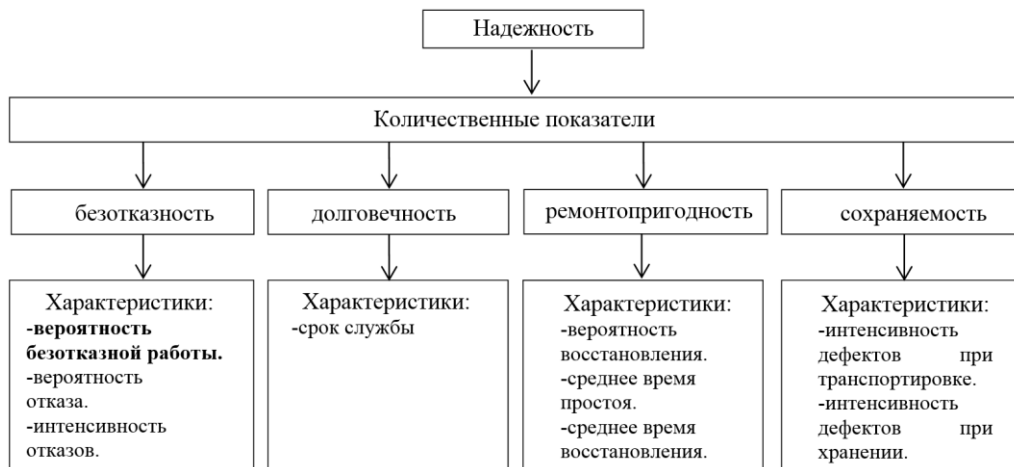 Надежность
Количественные показатели
безотказность
долговечность
ремонтопригодность
сохраняемость
Характеристики:
-вероятность
безотказной работы.
-вероятность
отказа.
-интенсивность
отказов.
Характеристики:
-срок службы
Характеристики:
-вероятность
восстановления.
-среднее время
простоя.
-среднее время
восстановления.
Характеристики:
-интенсивность
дефектов при
транспортировке.
-интенсивность
дефектов при
хранении.